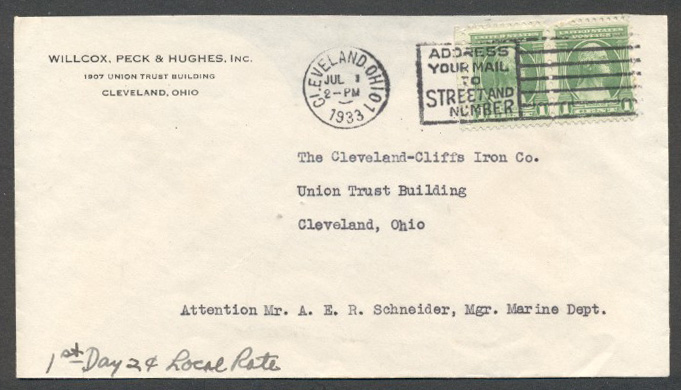 WILLCOX, PECK & HUGHES, INC.
1907 UNION TRUST BUILDING
CLEVELAND, OHIO
CLEVELAND, OHIO 1
JUL 1
2-PM
1933
ADDRESS
YOUR MAIL
TO
STREET AND
NUMBER
The Cleveland-Cliffs Iron Co.
Union Trust Building
Cleveland, Ohio
Attention Mr. A. E. R. Schneider, Mgr. Marine Dept.
1st Day 2¢ Local Rate